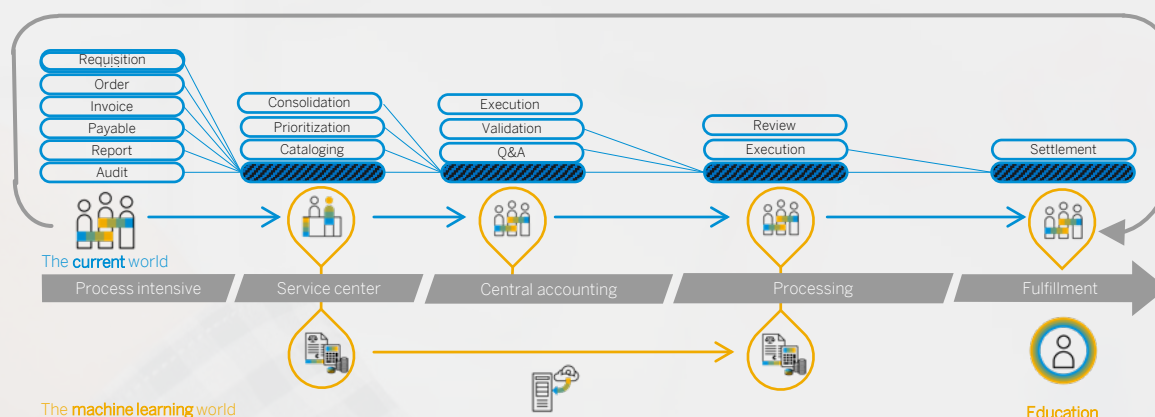 Requisition
Order
Invoice
Payable
Report
Audit
Consolidation
Prioritization
Cataloging
Execution
Validation
Q&A
Review
Execution
Settlement
The current world
Process intensive
Service center
Central accounting
Processing
Fulfillment
The machine learning world
Education